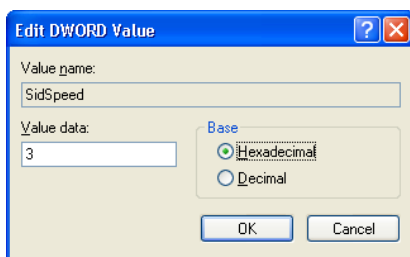 Edit DWORD Value
Value name:
SidSpeed
Value data:
Base
3
Hexadecimal
Decimal
OK
Cancel